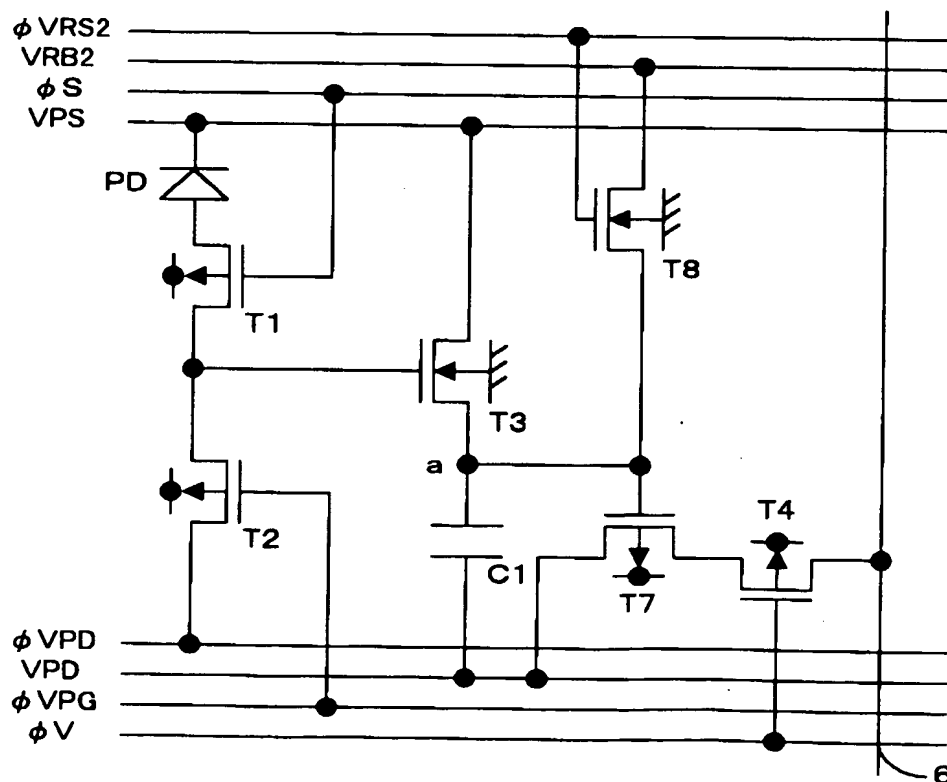 φVRS2
VRB2
φS
VPS
PD
T8
T1
T3
a
T4
T2
C1
T7
φVPD
VPD
φVPG
φV
6